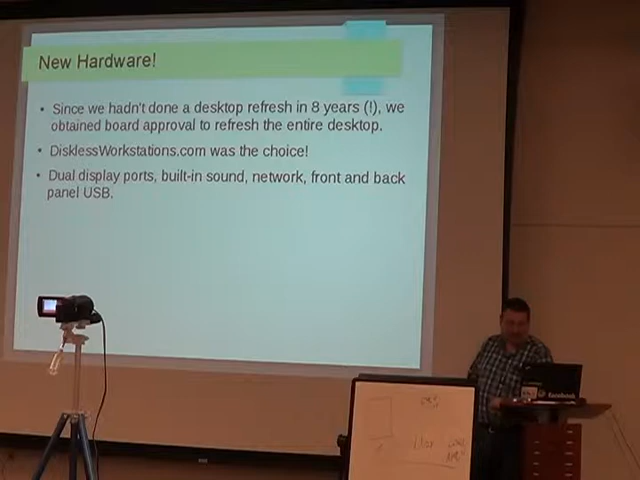 New Hardware!
• Since we hadn't done a desktop refresh in 8 years (!), we
obtained board approval to refresh the entire desktop.
• DisklessWorkstations.com was the choice!
• Dual display ports, built-in sound, network, front and back
panel USB.
facebook